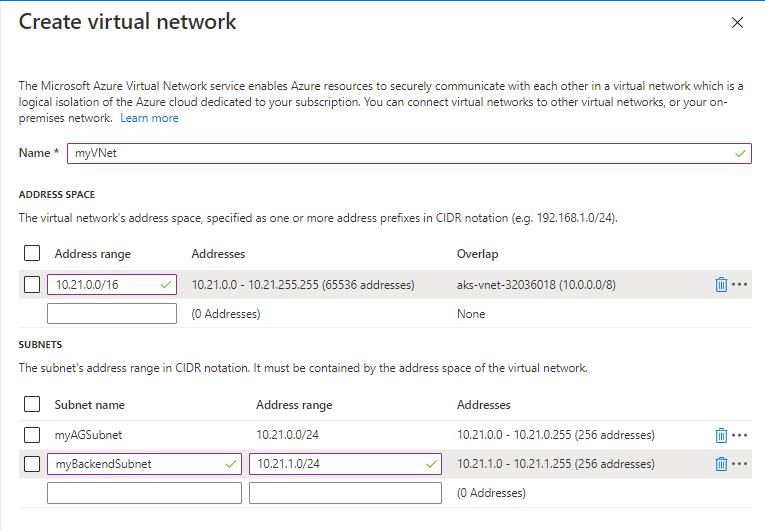 Create virtual network
The Microsoft Azure Virtual Network service enables Azure resources to securely communicate with each other in a virtual network which is a
logical isolation of the Azure cloud dedicated to your subscription. You can connect virtual networks to other virtual networks, or your on-
premises network. Learn more
Name * myVNet
ADDRESS SPACE
The virtual network's address space, specified as one or more address prefixes in CIDR notation (e.g. 192.168.1.0/24).
Address range Addresses Overlap
10.21.0.0/16 10.21.0.0 - 10.21.255.255 (65536 addresses) aks-vnet-32036018 (10.0.0.0/8)
(0 Addresses) None
SUBNETS
The subnet's address range in CIDR notation. It must be contained by the address space of the virtual network.
Subnet name Address range Addresses
myAGSubnet 10.21.0.0/24 10.21.0.0 - 10.21.0.255 (256 addresses)
myBackendSubnet 10.21.1.0/24 10.21.1.0 - 10.21.1.255 (256 addresses)
(0 Addresses)